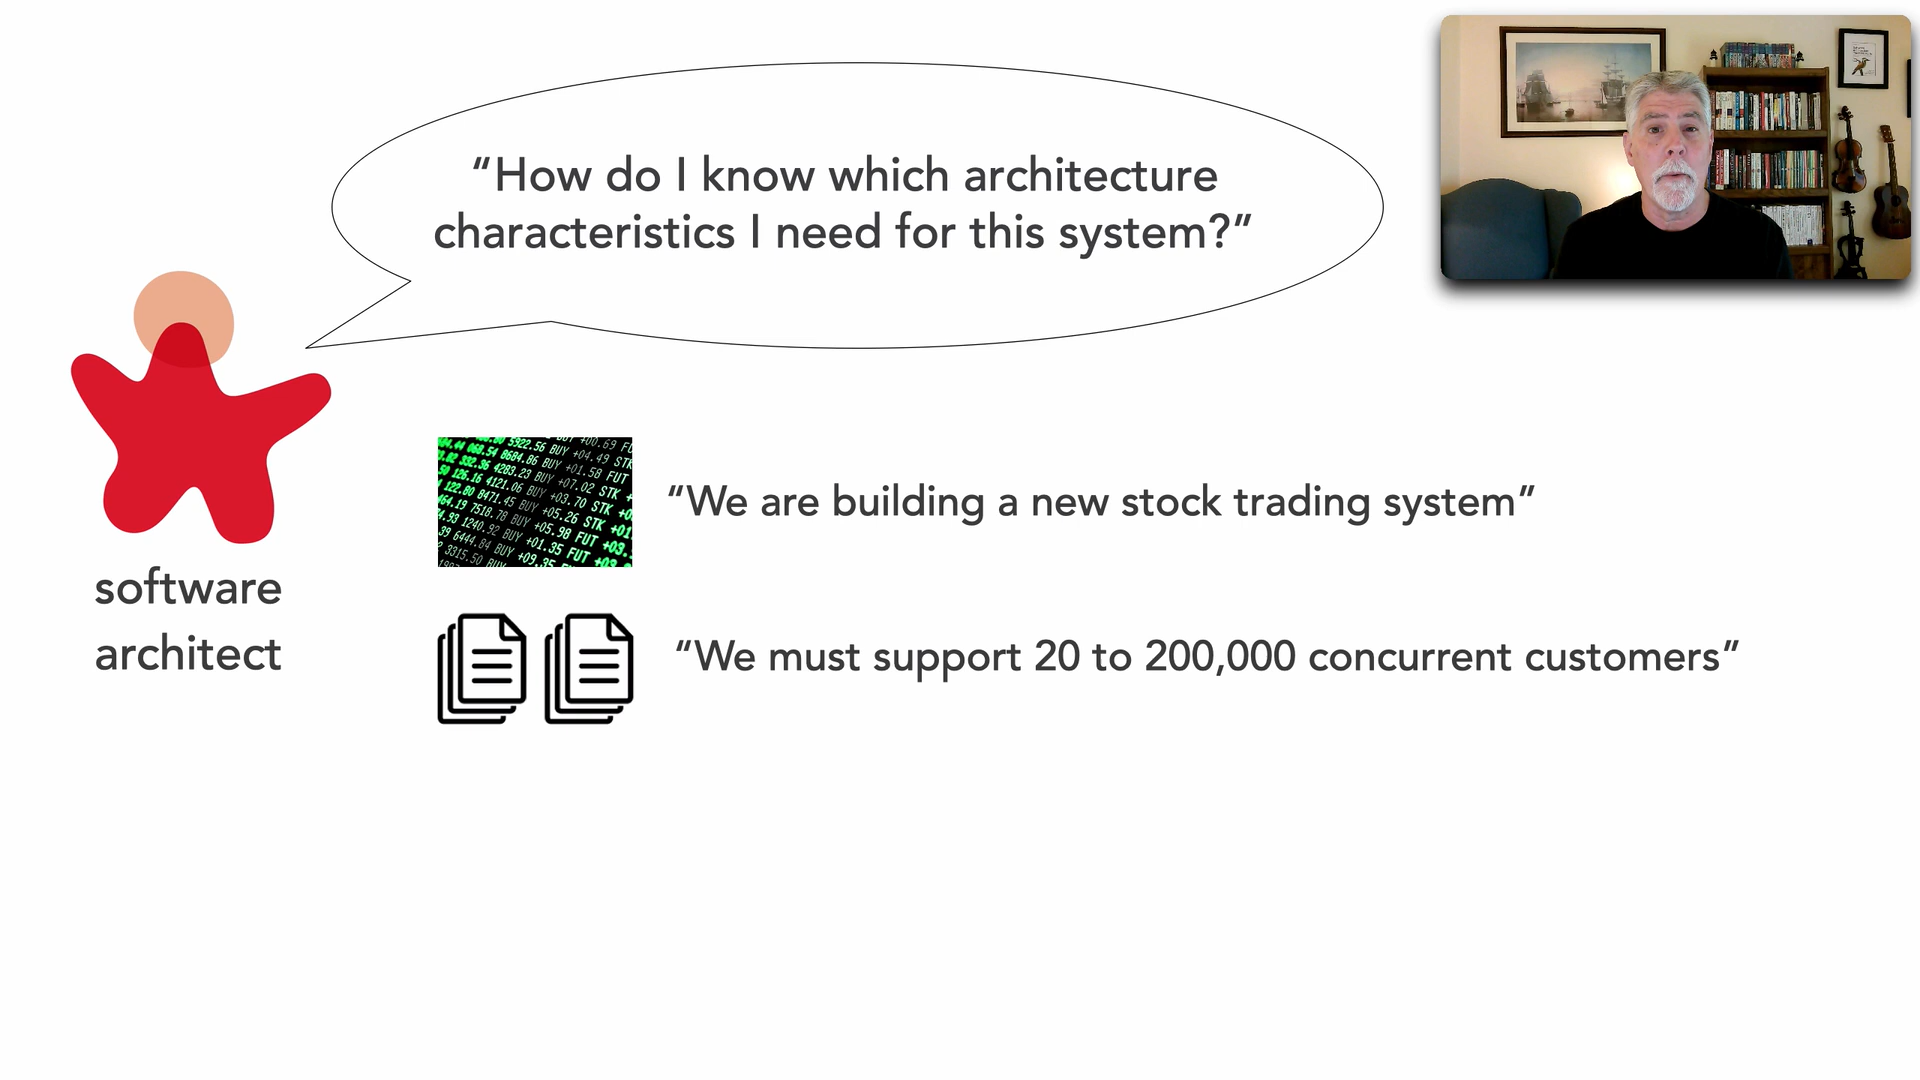 “How do I know which architecture
characteristics I need for this system?”
software
architect
“We are building a new stock trading system”
“We must support 20 to 200,000 concurrent customers”